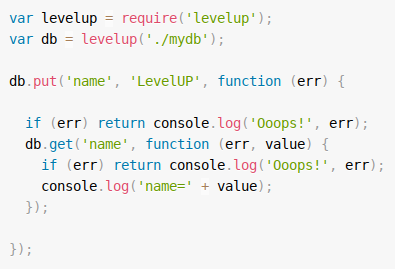 var levelup = require('levelup');
var db = levelup('./mydb');
db.put('name', 'LevelUP', function (err) {
if (err) return console.log('Ooops!', err);
db.get('name', function (err, value) {
if (err) return console.log('Ooops!', err);
console.log('name=' + value);
});
});